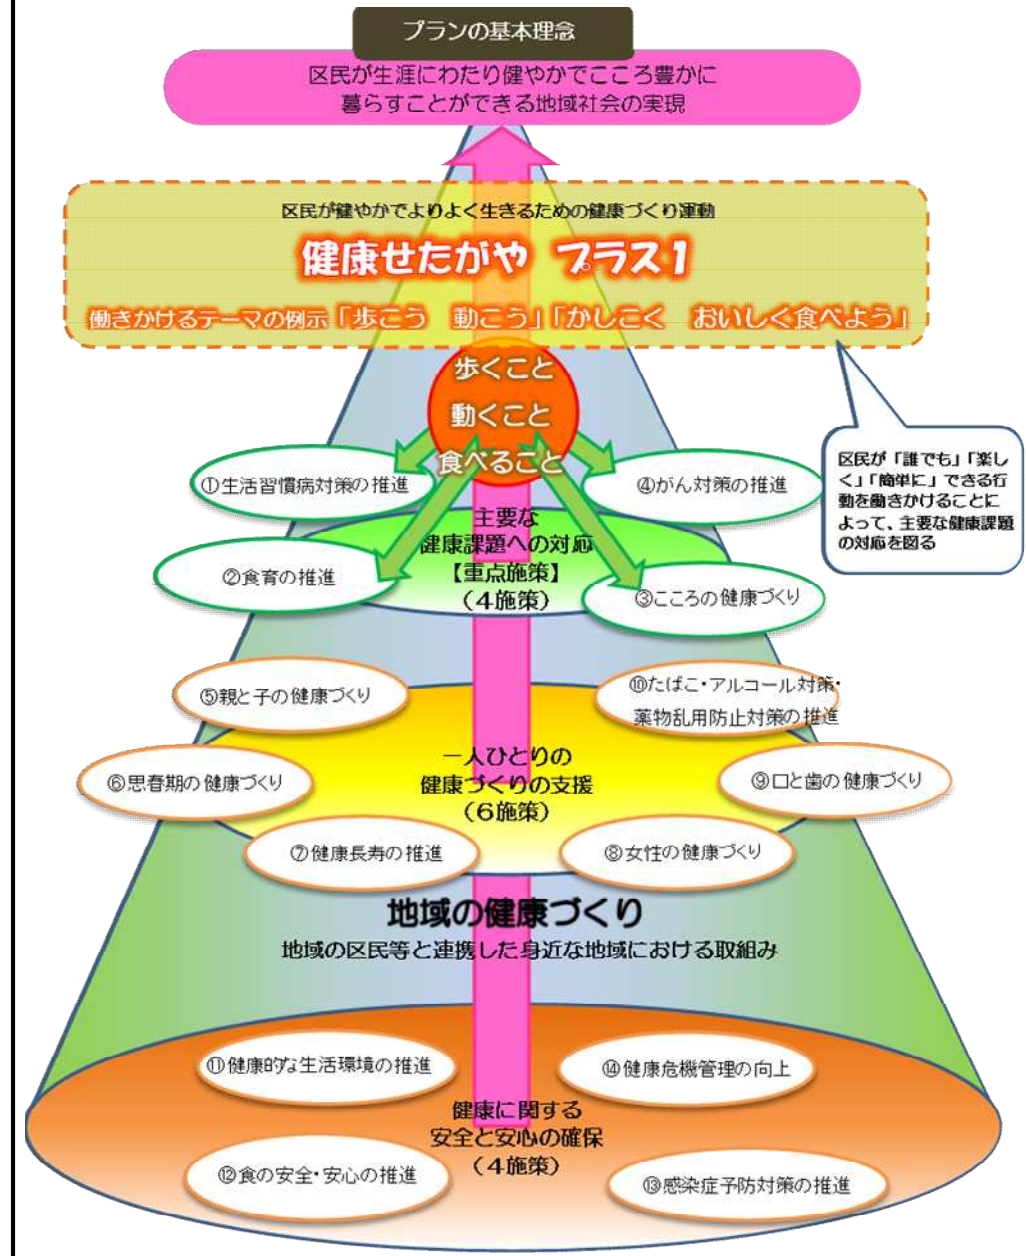 プランの基本理念
区民が生涯にわたり健やかでこころ豊かに
暮らすことができる地域社会の実現
区民が健やかでよりよく生きるための健康づくり運動
健康せたがや　プラス1
働きかけるテーマの例示「歩こう　動こう」「かしこく　おいしく食べよう」
歩くこと
動くこと
食べること
区民が「誰でも」「楽し
く」「簡単に」できる行
動を働きかけることに
よって、主要な健康課題
の対応を図る
①生活習慣病対策の推進
④がん対策の推進
主要な
健康課題への対応
【重点施策】
（4施策）
②食育の推進
③こころの健康づくり
⑤親と子の健康づくり
⑩たばこ・アルコール対策・
薬物乱用防止対策の推進
一人ひとりの
健康づくりの支援
（6施策）
⑥思春期の健康づくり
⑨口と歯の健康づくり
⑦健康長寿の推進
⑧女性の健康づくり
地域の健康づくり
地域の区民等と連携した身近な地域における取組み
⑪健康的な生活環境の推進
⑭健康危機管理の向上
健康に関する
安全と安心の確保
（4施策）
⑫食の安全・安心の推進
⑬感染症予防対策の推進